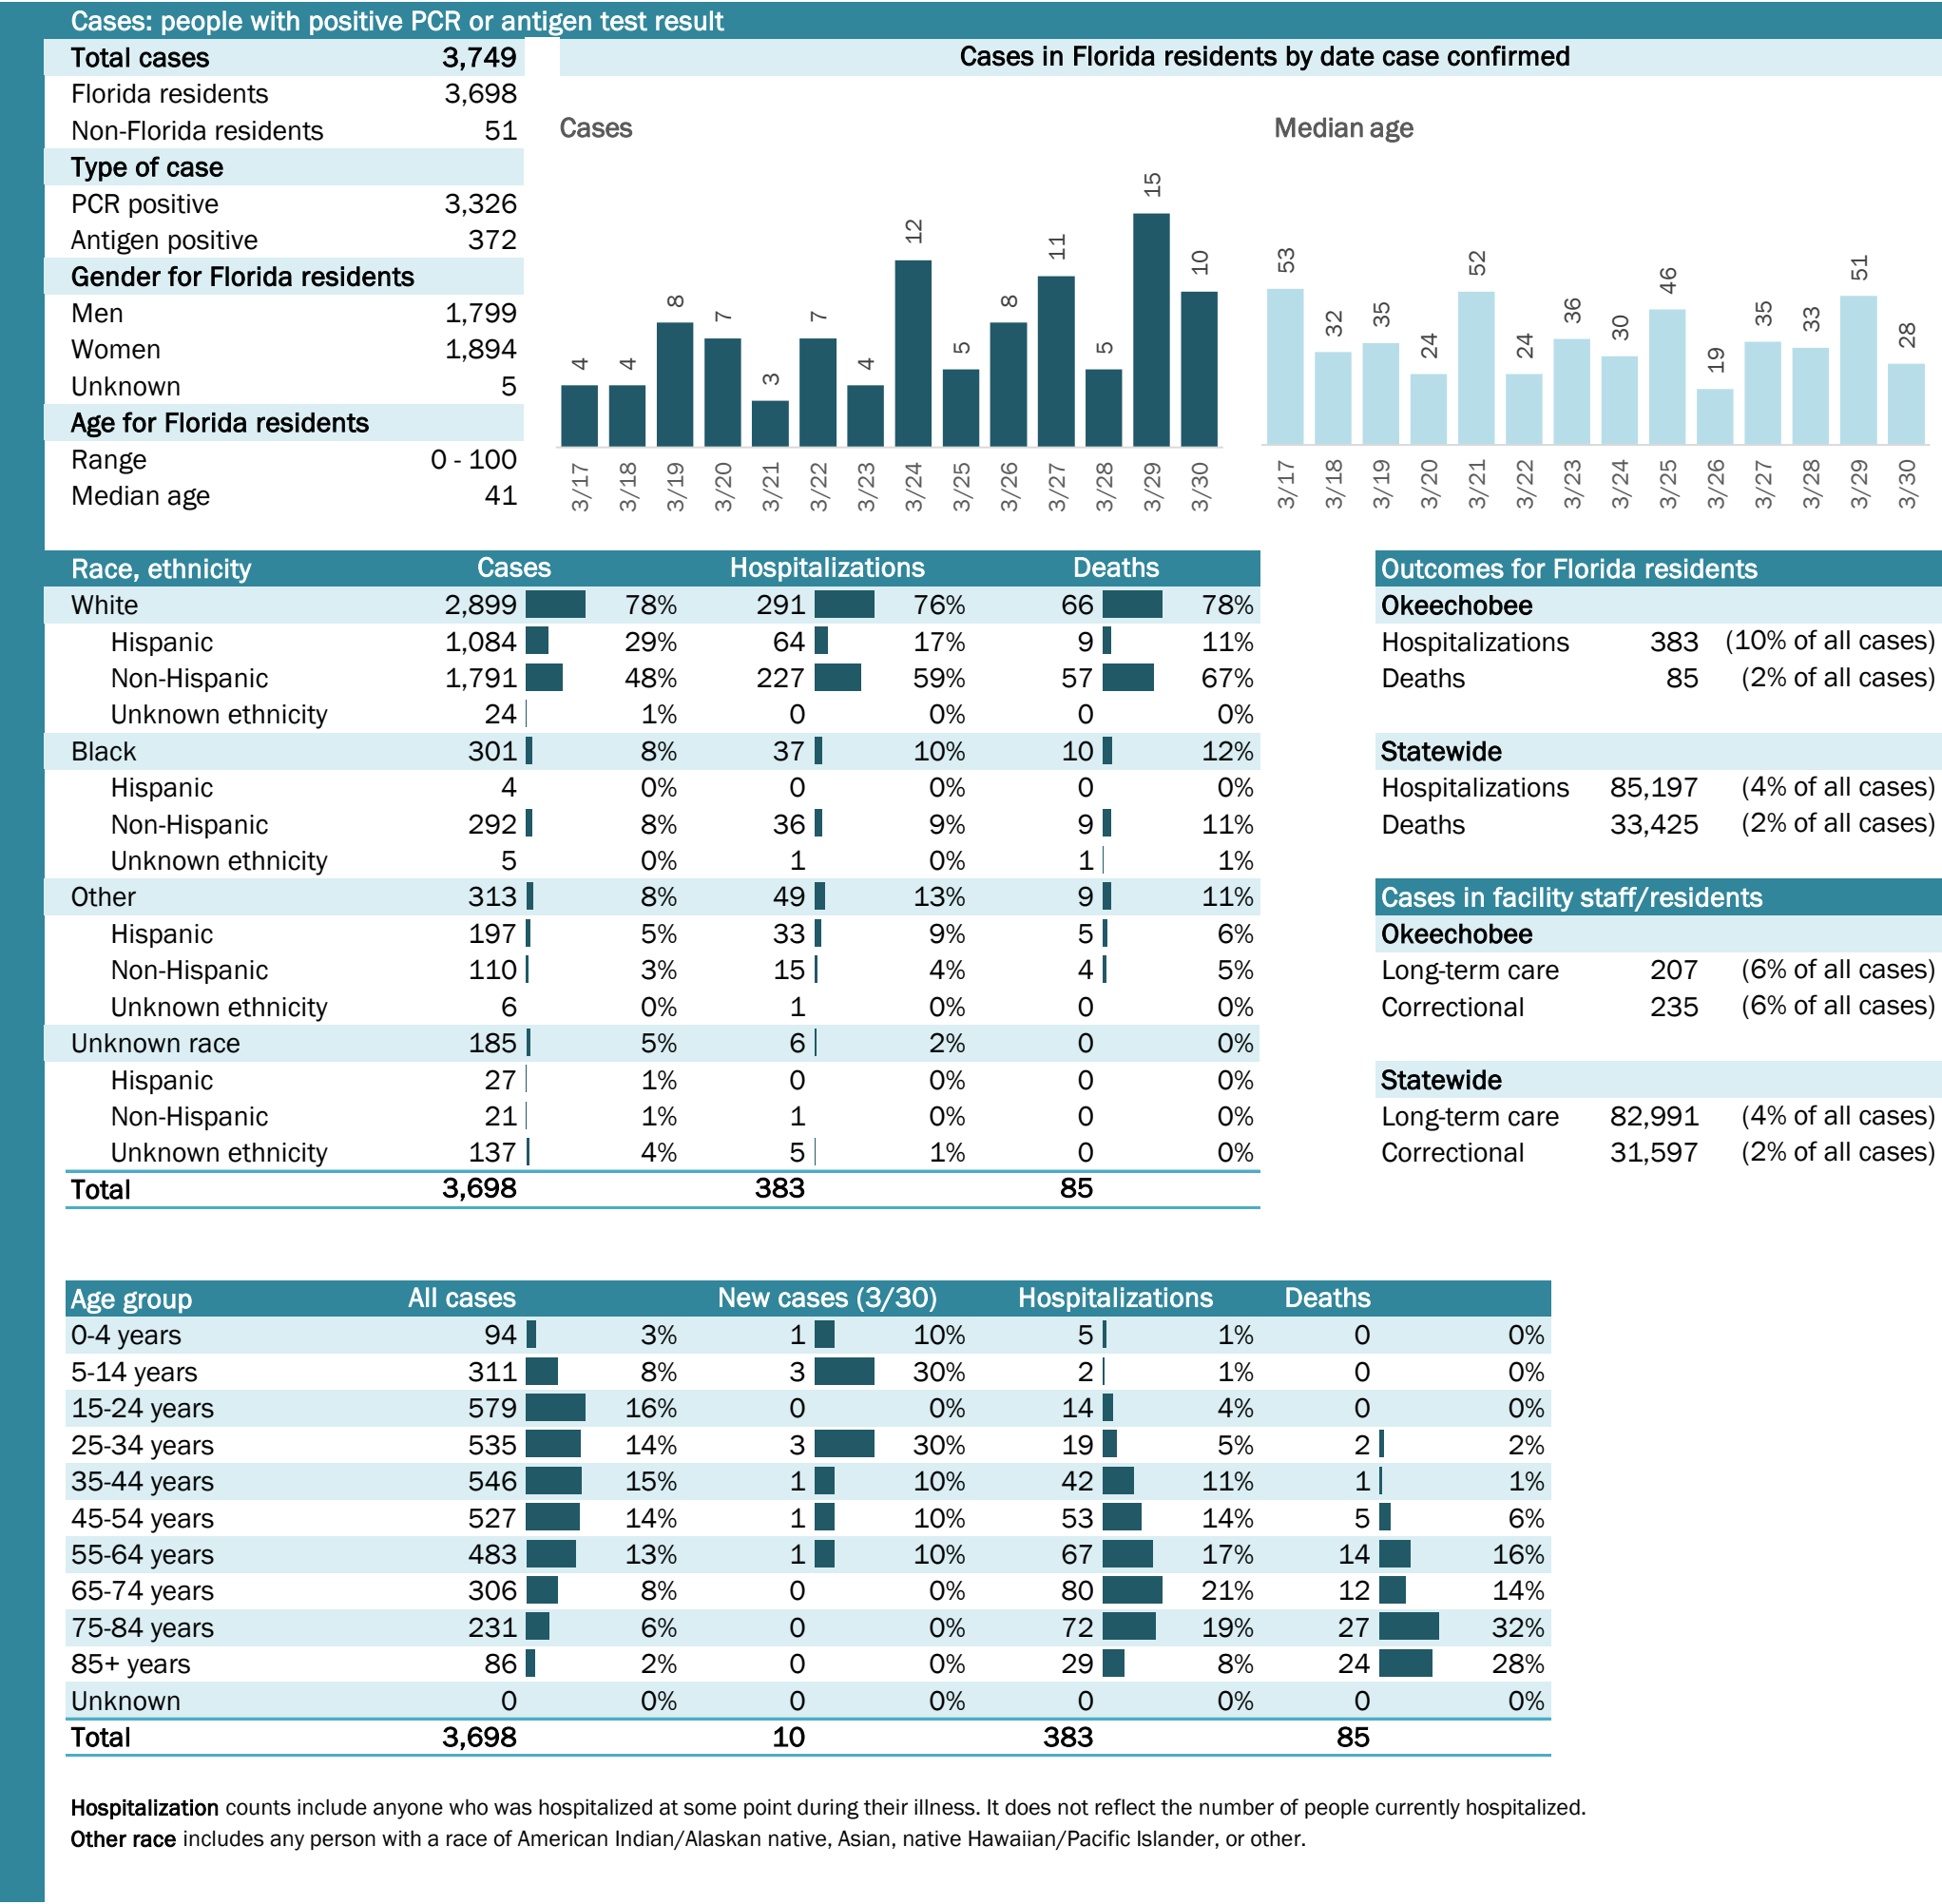 Cases: people with positive PCR or antigen test result
Total cases 3,749
Florida residents 3,698
Non-Florida residents 51
Type of case
PCR positive 3,326
Antigen positive 372
Gender for Florida residents
Men 1,799
Women 1,894
Unknown 5
Age for Florida residents
Range 0 - 100
Median age 41
Cases in Florida residents by date case confirmed
Cases
4 4 8 7 3 7 4 12 5 8 11 5 15 10
3/17 3/18 3/19 3/20 3/21 3/22 3/23 3/24 3/25 3/26 3/27 3/28 3/29 3/30
Median age
53 32 35 24 52 24 36 30 46 19 35 33 51 28
3/17 3/18 3/19 3/20 3/21 3/22 3/23 3/24 3/25 3/26 3/27 3/28 3/29 3/30
Race, ethnicity Cases Hospitalizations Deaths
White 2,899 78% 291 76% 66 78%
Hispanic 1,084 29% 64 17% 9 11%
Non-Hispanic 1,791 48% 227 59% 57 67%
Unknown ethnicity 24 1% 0 0% 0 0%
Black 301 8% 37 10% 10 12%
Hispanic 4 0% 0 0% 0 0%
Non-Hispanic 292 8% 36 9% 9 11%
Unknown ethnicity 5 0% 1 0% 1 1%
Other 313 8% 49 13% 9 11%
Hispanic 197 5% 33 9% 5 6%
Non-Hispanic 110 3% 15 4% 4 5%
Unknown ethnicity 6 0% 1 0% 0 0%
Unknown race 185 5% 6 2% 0 0%
Hispanic 27 1% 0 0% 0 0%
Non-Hispanic 21 1% 1 0% 0 0%
Unknown ethnicity 137 4% 5 1% 0 0%
Total 3,698 383 85
Outcomes for Florida residents
Okeechobee
Hospitalizations 383 (10% of all cases)
Deaths 85 (2% of all cases)
Statewide
Hospitalizations 85,197 (4% of all cases)
Deaths 33,425 (2% of all cases)
Cases in facility staff/residents
Okeechobee
Long-term care 207 (6% of all cases)
Correctional 235 (6% of all cases)
Statewide
Long-term care 82,991 (4% of all cases)
Correctional 31,597 (2% of all cases)
Age group All cases New cases (3/30) Hospitalizations Deaths
0-4 years 94 3% 1 10% 5 1% 0 0%
5-14 years 311 8% 3 30% 2 1% 0 0%
15-24 years 579 16% 0 0% 14 4% 0 0%
25-34 years 535 14% 3 30% 19 5% 2 2%
35-44 years 546 15% 1 10% 42 11% 1 1%
45-54 years 527 14% 1 10% 53 14% 5 6%
55-64 years 483 13% 1 10% 67 17% 14 16%
65-74 years 306 8% 0 0% 80 21% 12 14%
75-84 years 231 6% 0 0% 72 19% 27 32%
85+ years 86 2% 0 0% 29 8% 24 28%
Unknown 0 0% 0 0% 0 0% 0 0%
Total 3,698 10 383 85
Hospitalization counts include anyone who was hospitalized at some point during their illness. It does not reflect the number of people currently hospitalized.
Other race includes any person with a race of American Indian/Alaskan native, Asian, native Hawaiian/Pacific Islander, or other.